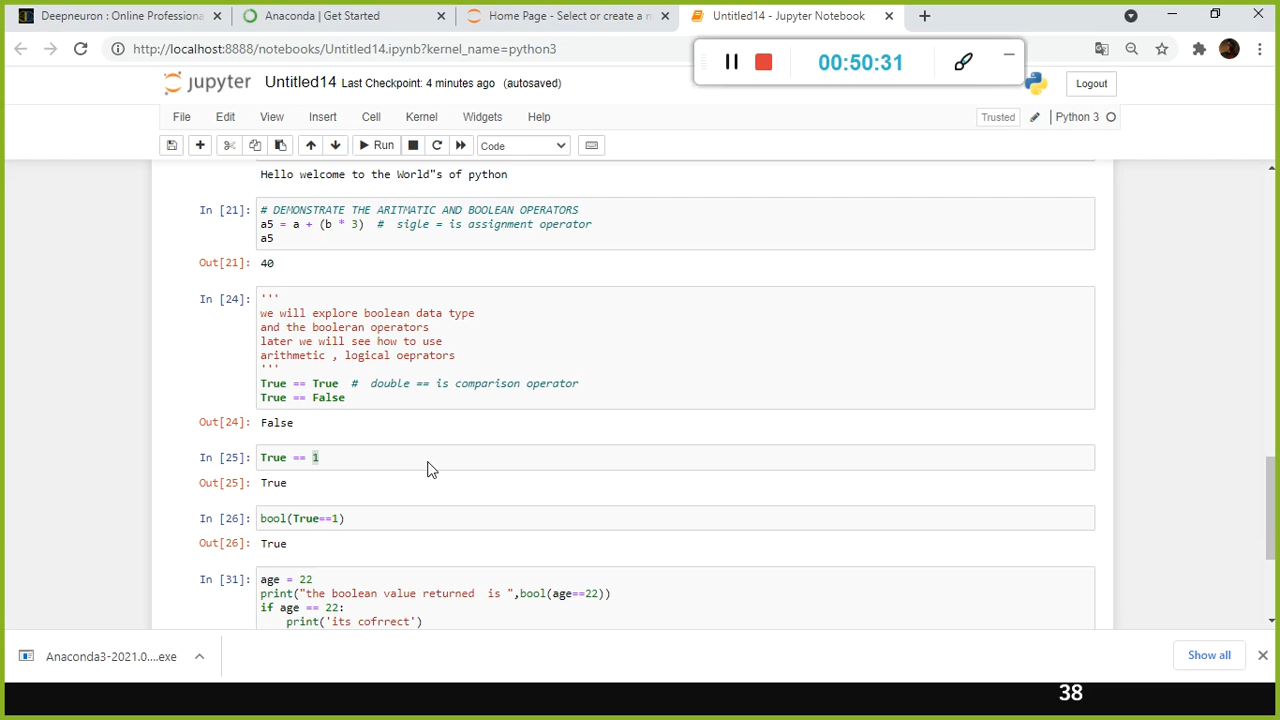 Deepneuron : Online Professiona
Anaconda | Get Started
Home Page - Select or create a n
Untitled14 - Jupyter Notebook
http://localhost:8888/notebooks/Untitled14.ipynb?kernel_name=python3
00:50:31
jupyter Untitled14 Last Checkpoint: 4 minutes ago (autosaved)
Logout
File Edit View Insert Cell Kernel Widgets Help
Trusted Python 3
Run Code
Hello welcome to the World"s of python
In [21]: # DEMONSTRATE THE ARITMATIC AND BOOLEAN OPERATORS
a5 = a + (b * 3) # sigle = is assignment operator
a5
Out[21]: 40
In [24]: '''
we will explore boolean data type
and the booleran operators
later we will see how to use
arithmetic , logical oeprators
'''
True == True # double == is comparison operator
True == False
Out[24]: False
In [25]: True == 1
Out[25]: True
In [26]: bool(True==1)
Out[26]: True
In [31]: age = 22
print("the boolean value returned  is ",bool(age==22))
if age == 22:
print('its cofrrect')
Anaconda3-2021.0....exe
Show all
38